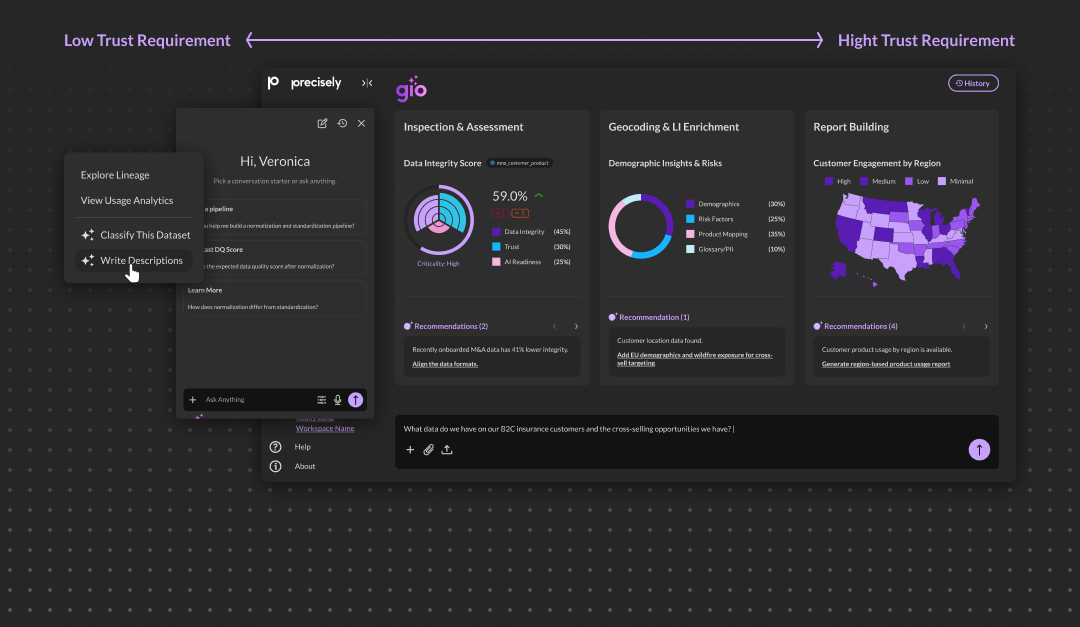 Low Trust Requirement
Hight Trust Requirement
precisely
gio
History
Explore Lineage
View Usage Analytics
Classify This Dataset
Write Descriptions
Hi, Veronica
Pick a conversation starter or ask anything.
a pipeline
u help me build a normalization and standardization pipeline?
ast DQ Score
the expected data quality score after normalization?
Learn More
How does normalization differ from standardization?
Ask Anything
Workspace Name
Help
About
Inspection & Assessment
Data Integrity Score
mns_customer_product
59.0%
Criticality: High
Data Integrity (45%)
Trust (30%)
AI Readiness (25%)
Recommendations (2)
Recently onboarded M&A data has 41% lower integrity.
Align the data formats.
Geocoding & LI Enrichment
Demographic Insights & Risks
Demographics (30%)
Risk Factors (25%)
Product Mapping (35%)
Glossary/PII (10%)
Recommendation (1)
Customer location data found.
Add EU demographics and wildfire exposure for cross-
sell targeting
Report Building
Customer Engagement by Region
High Medium Low Minimal
Recommendations (4)
Customer product usage by region is available.
Generate region-based product usage report
What data do we have on our B2C insurance customers and the cross-selling opportunities we have? |